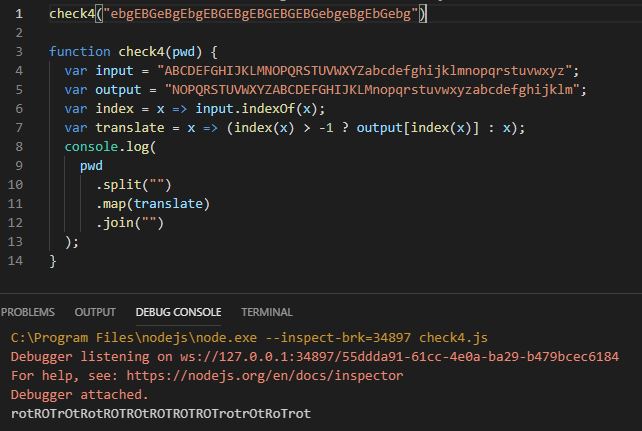 1 check4("ebgEBGeBgEbgEBGEBgEBGEBGEBGebgeBgEbGebg")
2
3 function check4(pwd) {
4 var input = "ABCDEFGHIJKLMNOPQRSTUVWXYZabcdefghijklmnopqrstuvwxyz";
5 var output = "NOPQRSTUVWXYZABCDEFGHIJKLMnopqrstuvwxyzabcdefghijklm";
6 var index = x => input.indexOf(x);
7 var translate = x => (index(x) > -1 ? output[index(x)] : x);
8 console.log(
9 pwd
10 .split("")
11 .map(translate)
12 .join("")
13 );
14 }
PROBLEMS OUTPUT DEBUG CONSOLE TERMINAL
C:\Program Files\nodejs\node.exe --inspect-brk=34897 check4.js
Debugger listening on ws://127.0.0.1:34897/55ddda91-61cc-4e0a-ba29-b479bcec6184
For help, see: https://nodejs.org/en/docs/inspector
Debugger attached.
rotROTrOtRotROTROtROTROTROTrotrOtRoTrot